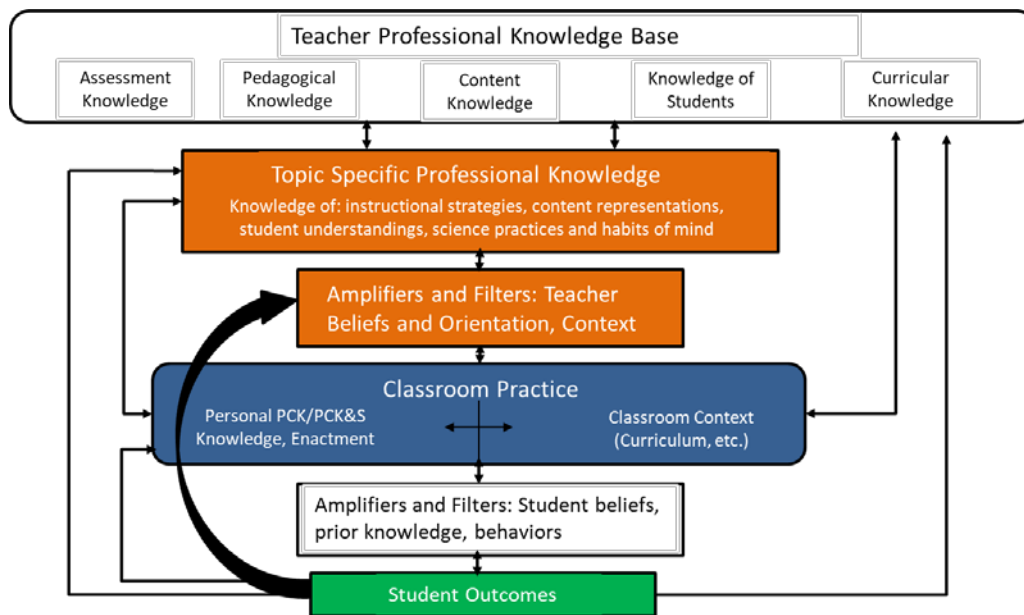 Teacher Professional Knowledge Base
Assessment
Knowledge
Pedagogical
Knowledge
Content
Knowledge
Knowledge of
Students
Curricular
Knowledge
Topic Specific Professional Knowledge
Knowledge of: instructional strategies, content representations,
student understandings, science practices and habits of mind
Amplifiers and Filters: Teacher
Beliefs and Orientation, Context
Classroom Practice
Personal PCK/PCK&S
Knowledge, Enactment
Classroom Context
(Curriculum, etc.)
Amplifiers and Filters: Student beliefs,
prior knowledge, behaviors
Student Outcomes